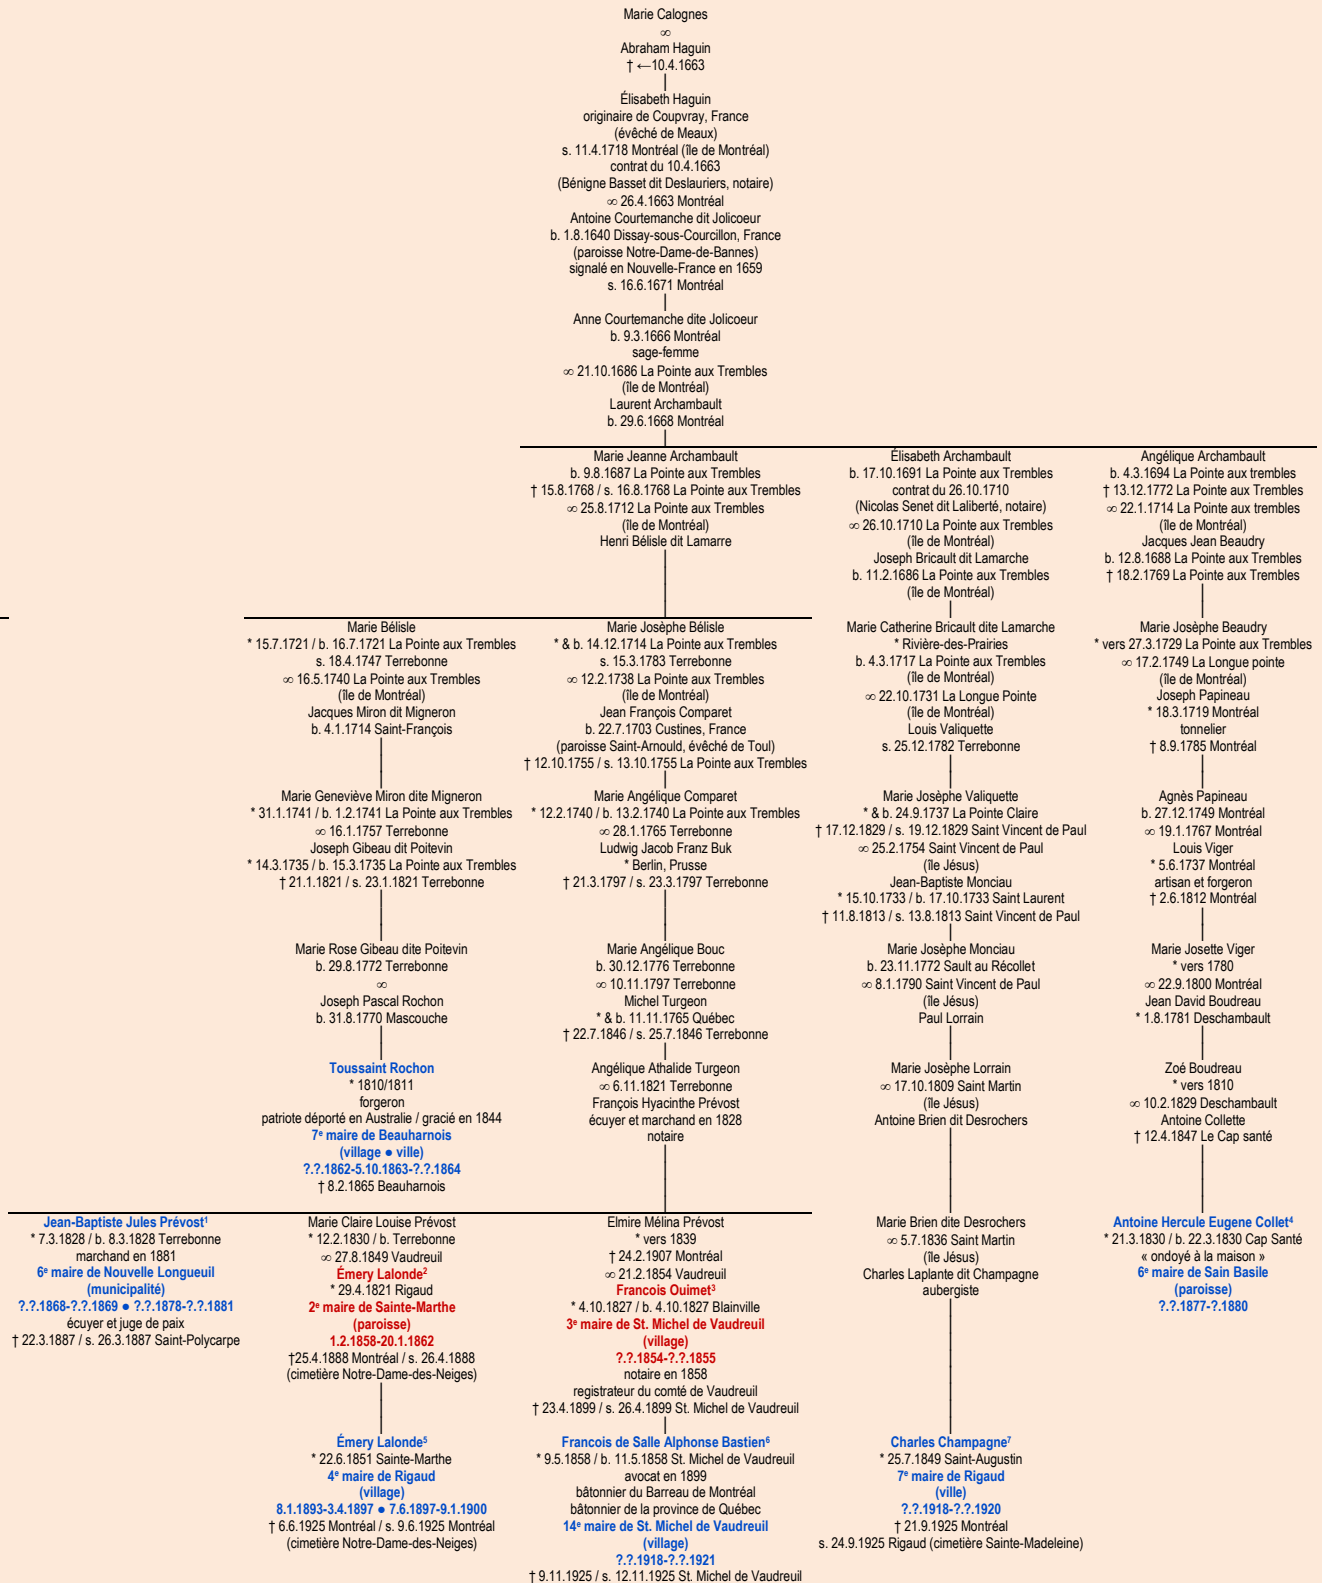 Marie Calognes
∞
Abraham Haguin
† ←10.4.1663
Élisabeth Haguin
originaire de Coupvray, France
(évêché de Meaux)
s. 11.4.1718 Montréal (île de Montréal)
contrat du 10.4.1663
(Bénigne Basset dit Deslauriers, notaire)
∞ 26.4.1663 Montréal
Antoine Courtemanche dit Jolicoeur
b. 1.8.1640 Dissay-sous-Courcillon, France
(paroisse Notre-Dame-de-Bannes)
signalé en Nouvelle-France en 1659
s. 16.6.1671 Montréal
Anne Courtemanche dite Jolicoeur
b. 9.3.1666 Montréal
sage-femme
∞ 21.10.1686 La Pointe aux Trembles
(île de Montréal)
Laurent Archambault
b. 29.6.1668 Montréal
Marie Jeanne Archambault
b. 9.8.1687 La Pointe aux Trembles
† 15.8.1768 / s. 16.8.1768 La Pointe aux Trembles
∞ 25.8.1712 La Pointe aux Trembles
(île de Montréal)
Henri Bélisle dit Lamarre
Élisabeth Archambault
b. 17.10.1691 La Pointe aux Trembles
contrat du 26.10.1710
(Nicolas Senet dit Laliberté, notaire)
∞ 26.10.1710 La Pointe aux Trembles
(île de Montréal)
Joseph Bricault dit Lamarche
b. 11.2.1686 La Pointe aux Trembles
(île de Montréal)
Angélique Archambault
b. 4.3.1694 La Pointe aux trembles
† 13.12.1772 La Pointe aux Trembles
∞ 22.1.1714 La Pointe aux trembles
(île de Montréal)
Jacques Jean Beaudry
b. 12.8.1688 La Pointe aux Trembles
† 18.2.1769 La Pointe aux Trembles
Marie Bélisle
* 15.7.1721 / b. 16.7.1721 La Pointe aux Trembles
s. 18.4.1747 Terrebonne
∞ 16.5.1740 La Pointe aux Trembles
(île de Montréal)
Jacques Miron dit Migneron
b. 4.1.1714 Saint-François
Marie Josèphe Bélisle
* & b. 14.12.1714 La Pointe aux Trembles
s. 15.3.1783 Terrebonne
∞ 12.2.1738 La Pointe aux Trembles
(île de Montréal)
Jean François Comparet
b. 22.7.1703 Custines, France
(paroisse Saint-Arnould, évêché de Toul)
† 12.10.1755 / s. 13.10.1755 La Pointe aux Trembles
Marie Catherine Bricault dite Lamarche
* Rivière-des-Prairies
b. 4.3.1717 La Pointe aux Trembles
(île de Montréal)
∞ 22.10.1731 La Longue Pointe
(île de Montréal)
Louis Valiquette
s. 25.12.1782 Terrebonne
Marie Josèphe Beaudry
* vers 27.3.1729 La Pointe aux Trembles
∞ 17.2.1749 La Longue pointe
(île de Montréal)
Joseph Papineau
* 18.3.1719 Montréal
tonnelier
† 8.9.1785 Montréal
Marie Geneviève Miron dite Migneron
* 31.1.1741 / b. 1.2.1741 La Pointe aux Trembles
∞ 16.1.1757 Terrebonne
Joseph Gibeau dit Poitevin
* 14.3.1735 / b. 15.3.1735 La Pointe aux Trembles
† 21.1.1821 / s. 23.1.1821 Terrebonne
Marie Angélique Comparet
* 12.2.1740 / b. 13.2.1740 La Pointe aux Trembles
∞ 28.1.1765 Terrebonne
Ludwig Jacob Franz Buk
* Berlin, Prusse
† 21.3.1797 / s. 23.3.1797 Terrebonne
Marie Josèphe Valiquette
* & b. 24.9.1737 La Pointe Claire
† 17.12.1829 / s. 19.12.1829 Saint Vincent de Paul
∞ 25.2.1754 Saint Vincent de Paul
(île Jésus)
Jean-Baptiste Monciau
* 15.10.1733 / b. 17.10.1733 Saint Laurent
† 11.8.1813 / s. 13.8.1813 Saint Vincent de Paul
Agnès Papineau
b. 27.12.1749 Montréal
∞ 19.1.1767 Montréal
Louis Viger
* 5.6.1737 Montréal
artisan et forgeron
† 2.6.1812 Montréal
Marie Rose Gibeau dite Poitevin
b. 29.8.1772 Terrebonne
∞
Joseph Pascal Rochon
b. 31.8.1770 Mascouche
Marie Angélique Bouc
b. 30.12.1776 Terrebonne
∞ 10.11.1797 Terrebonne
Michel Turgeon
* & b. 11.11.1765 Québec
† 22.7.1846 / s. 25.7.1846 Terrebonne
Marie Josèphe Monciau
b. 23.11.1772 Sault au Récollet
∞ 8.1.1790 Saint Vincent de Paul
(île Jésus)
Paul Lorrain
Marie Josette Viger
* vers 1780
∞ 22.9.1800 Montréal
Jean David Boudreau
* 1.8.1781 Deschambault
Toussaint Rochon
* 1810/1811
forgeron
patriote déporté en Australie / gracié en 1844
7e maire de Beauharnois
(village ● ville)
?.?.1862-5.10.1863-?.?.1864
† 8.2.1865 Beauharnois
Angélique Athalide Turgeon
∞ 6.11.1821 Terrebonne
François Hyacinthe Prévost
écuyer et marchand en 1828
notaire
Marie Josèphe Lorrain
∞ 17.10.1809 Saint Martin
(île Jésus)
Antoine Brien dit Desrochers
Zoé Boudreau
* vers 1810
∞ 10.2.1829 Deschambault
Antoine Collette
† 12.4.1847 Le Cap santé
Jean-Baptiste Jules Prévost¹
* 7.3.1828 / b. 8.3.1828 Terrebonne
marchand en 1881
6e maire de Nouvelle Longueuil
(municipalité)
?.?.1868-?.?.1869 ● ?.?.1878-?.?.1881
écuyer et juge de paix
† 22.3.1887 / s. 26.3.1887 Saint-Polycarpe
Marie Claire Louise Prévost
* 12.2.1830 / b. Terrebonne
∞ 27.8.1849 Vaudreuil
Émery Lalonde²
* 29.4.1821 Rigaud
2e maire de Sainte-Marthe
(paroisse)
1.2.1858-20.1.1862
†25.4.1888 Montréal / s. 26.4.1888
(cimetière Notre-Dame-des-Neiges)
Elmire Mélina Prévost
* vers 1839
† 24.2.1907 Montréal
∞ 21.2.1854 Vaudreuil
Francois Ouimet³
* 4.10.1827 / b. 4.10.1827 Blainville
3e maire de St. Michel de Vaudreuil
(village)
?.?.1854-?.?.1855
notaire en 1858
registrateur du comté de Vaudreuil
† 23.4.1899 / s. 26.4.1899 St. Michel de Vaudreuil
Marie Brien dite Desrochers
∞ 5.7.1836 Saint Martin
(île Jésus)
Charles Laplante dit Champagne
aubergiste
Antoine Hercule Eugene Collet⁴
* 21.3.1830 / b. 22.3.1830 Cap Santé
« ondoyé à la maison »
6e maire de Sain Basile
(paroisse)
?.?.1877-?.1880
Émery Lalonde⁵
* 22.6.1851 Sainte-Marthe
4e maire de Rigaud
(village)
8.1.1893-3.4.1897 ● 7.6.1897-9.1.1900
† 6.6.1925 Montréal / s. 9.6.1925 Montréal
(cimetière Notre-Dame-des-Neiges)
Francois de Salle Alphonse Bastien⁶
* 9.5.1858 / b. 11.5.1858 St. Michel de Vaudreuil
avocat en 1899
bâtonnier du Barreau de Montréal
bâtonnier de la province de Québec
14e maire de St. Michel de Vaudreuil
(village)
?.?.1918-?.?.1921
† 9.11.1925 / s. 12.11.1925 St. Michel de Vaudreuil
Charles Champagne⁷
* 25.7.1849 Saint-Augustin
7e maire de Rigaud
(ville)
?.?.1918-?.?.1920
† 21.9.1925 Montréal
s. 24.9.1925 Rigaud (cimetière Sainte-Madeleine)